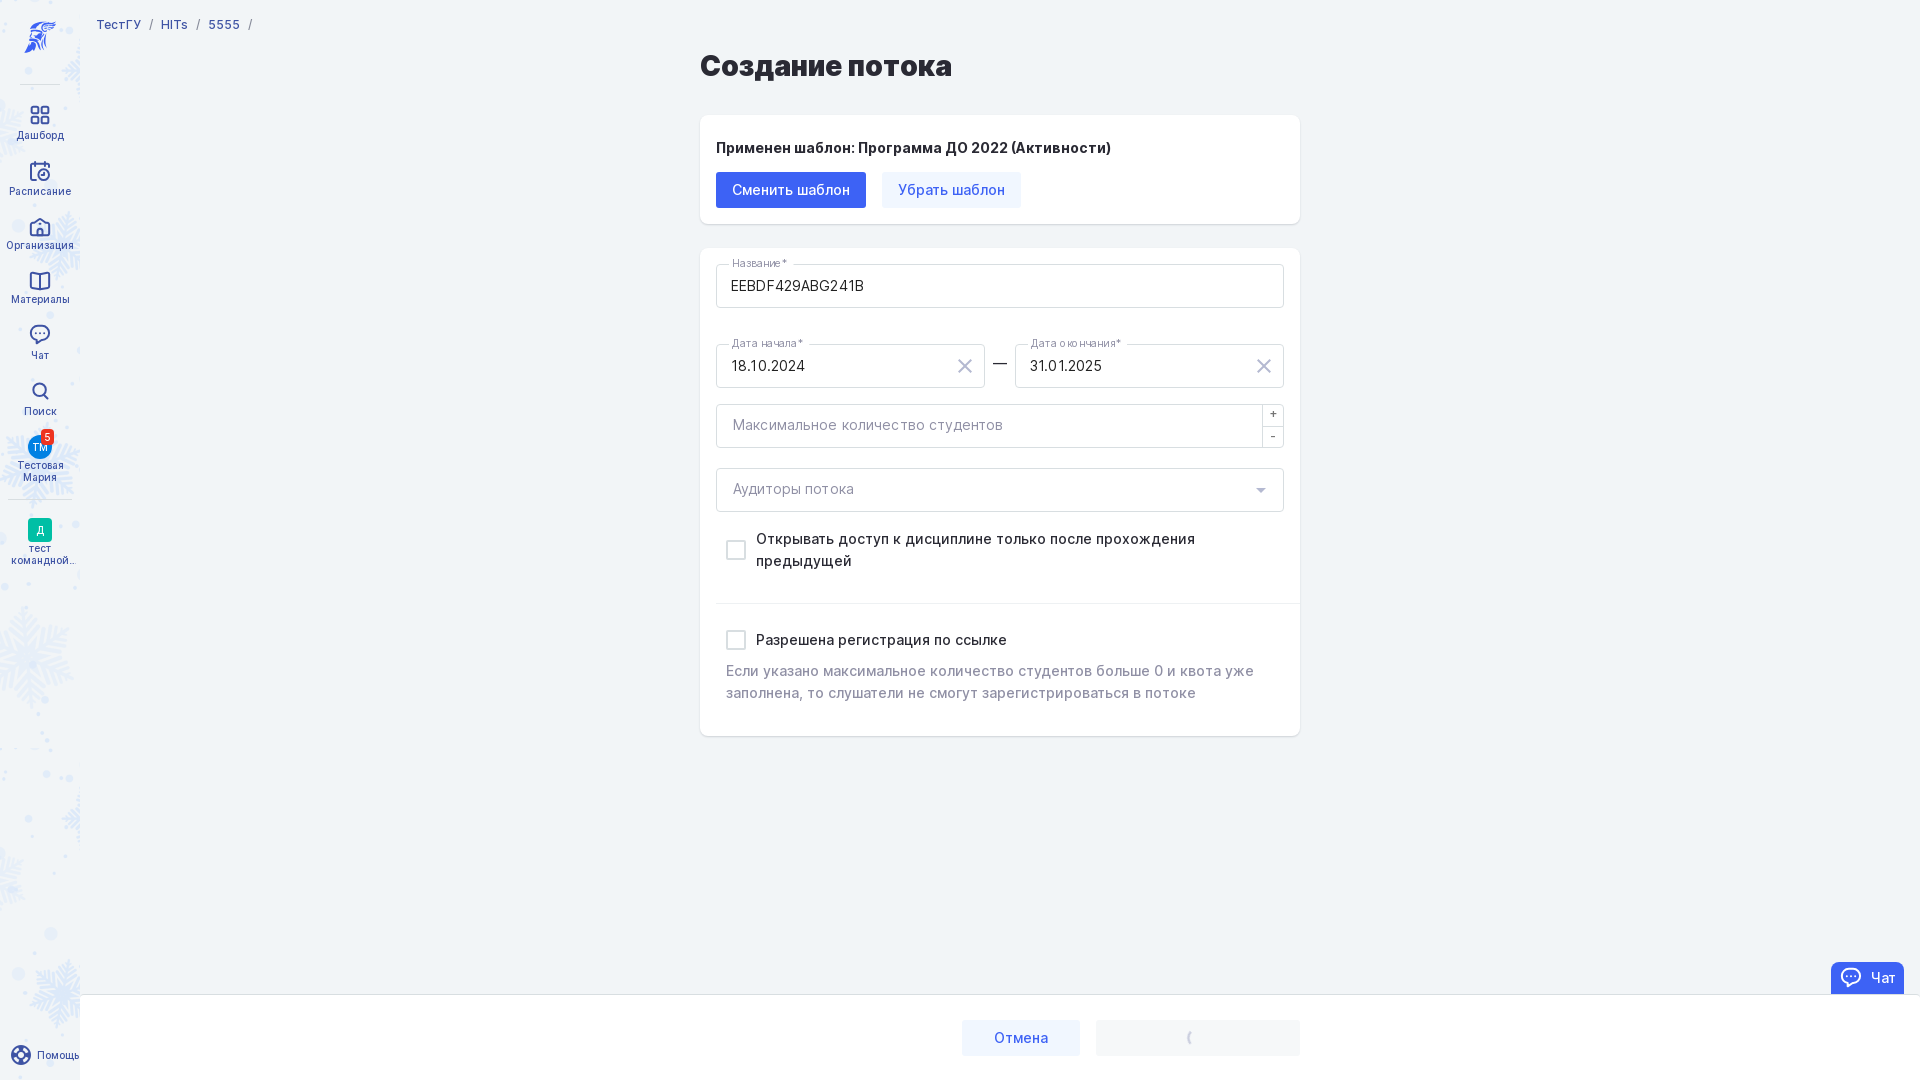 ТестГУ / HITs / 5555 /
Создание потока
Дашборд
Расписание
Организация
Материалы
Чат
Поиск
ТМ
5
Тестовая
Мария
Д
тест
командной...
Помощь
Применен шаблон: Программа ДО 2022 (Активности)
Сменить шаблон
Убрать шаблон
Название*
EEBDF429ABG241B
Дата начала*
18.10.2024
—
Дата окончания*
31.01.2025
Максимальное количество студентов
+
-
Аудиторы потока
Открывать доступ к дисциплине только после прохождения
предыдущей
Разрешена регистрация по ссылке
Если указано максимальное количество студентов больше 0 и квота уже
заполнена, то слушатели не смогут зарегистрироваться в потоке
Чат
Отмена